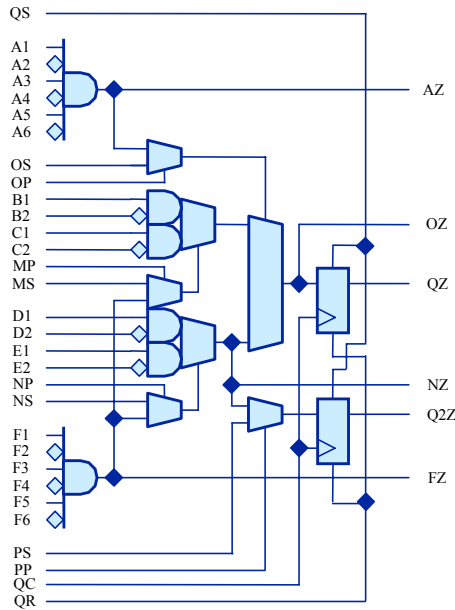 QS
A1
A2
A3
AZ
A4
A5
A6
OS
OP
B1
B2
OZ
C1
C2
MP
MS
QZ
D1
D2
E1
E2
NP
NZ
NS
Q2Z
F1
F2
F3
FZ
F4
F5
F6
PS
PP
QC
QR